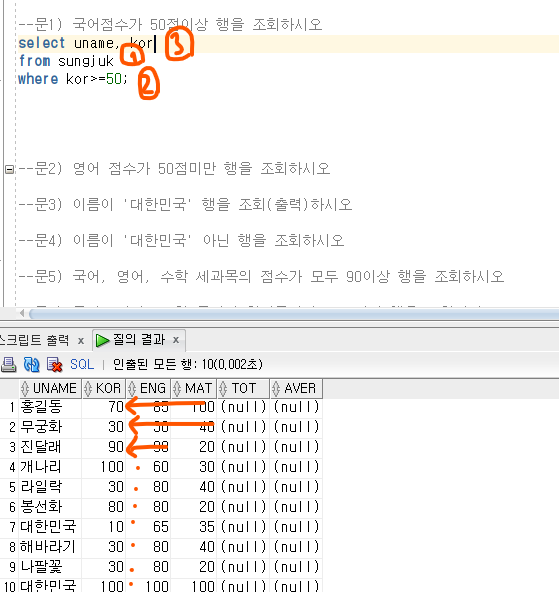 --문1) 국어점수가 50점이상 행을 조회하시오
select uname, kor ③
from sungjuk ①
where kor>=50; ②
--문2) 영어 점수가 50점미만 행을 조회하시오
--문3) 이름이 '대한민국' 행을 조회(출력)하시오
--문4) 이름이 '대한민국' 아닌 행을 조회하시오
--문5) 국어, 영어, 수학 세과목의 점수가 모두 90이상 행을 조회하시오
스크립트 출력 x 질의 결과 x
SQL | 인출된 모든 행: 10(0,002초)
UNAME KOR ENG MAT TOT AVER
1 홍길동 70 85 100 (null) (null)
2 무궁화 30 30 40 (null) (null)
3 진달래 90 90 20 (null) (null)
4 개나리 100 60 30 (null) (null)
5 라일락 30 80 40 (null) (null)
6 봉선화 80 80 20 (null) (null)
7 대한민국 10 65 35 (null) (null)
8 해바라기 30 80 40 (null) (null)
9 나팔꽃 30 80 20 (null) (null)
10 대한민국 100 100 100 (null) (null)